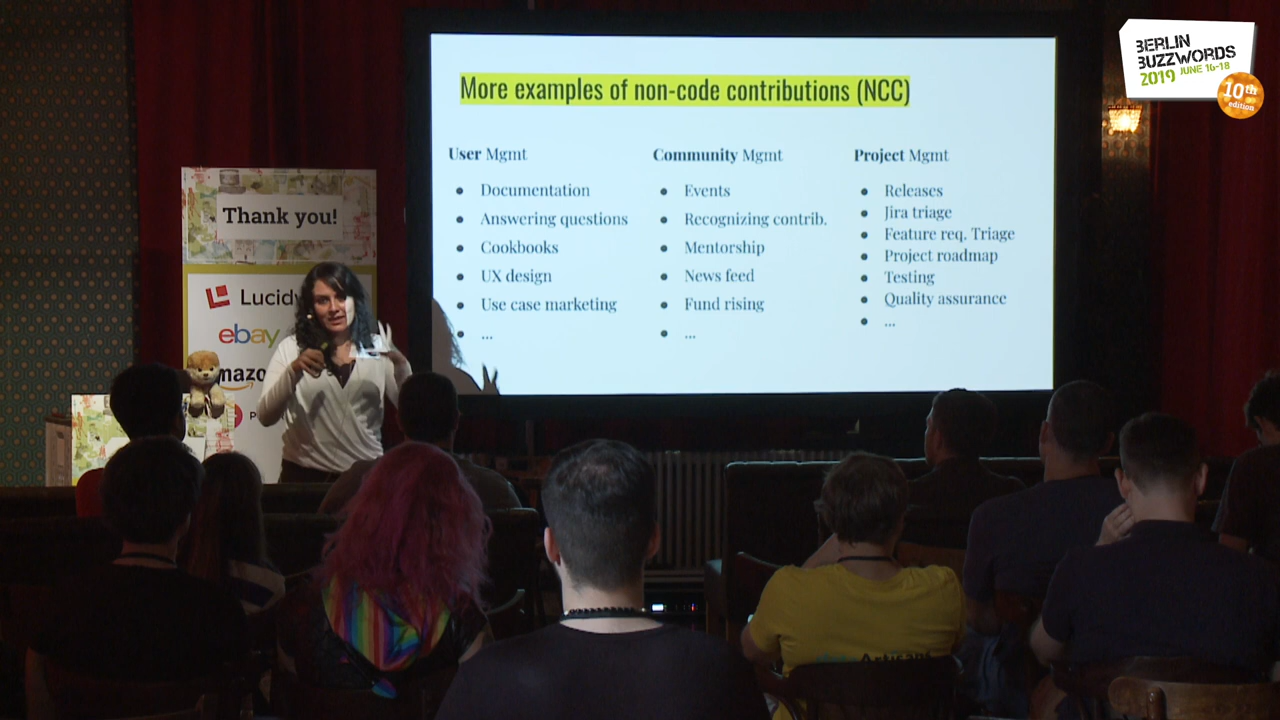 BERLIN
BUZZWORDS
2019 JUNE 16-18
10th
edition
More examples of non-code contributions (NCC)
User Mgmt
Documentation
Answering questions
Cookbooks
UX design
Use case marketing
...
Community Mgmt
Events
Recognizing contrib.
Mentorship
News feed
Fund rising
...
Project Mgmt
Releases
Jira triage
Feature req. Triage
Project roadmap
Testing
Quality assurance
...
Thank you!
Lucid
ebay
mazo
P
Artisans